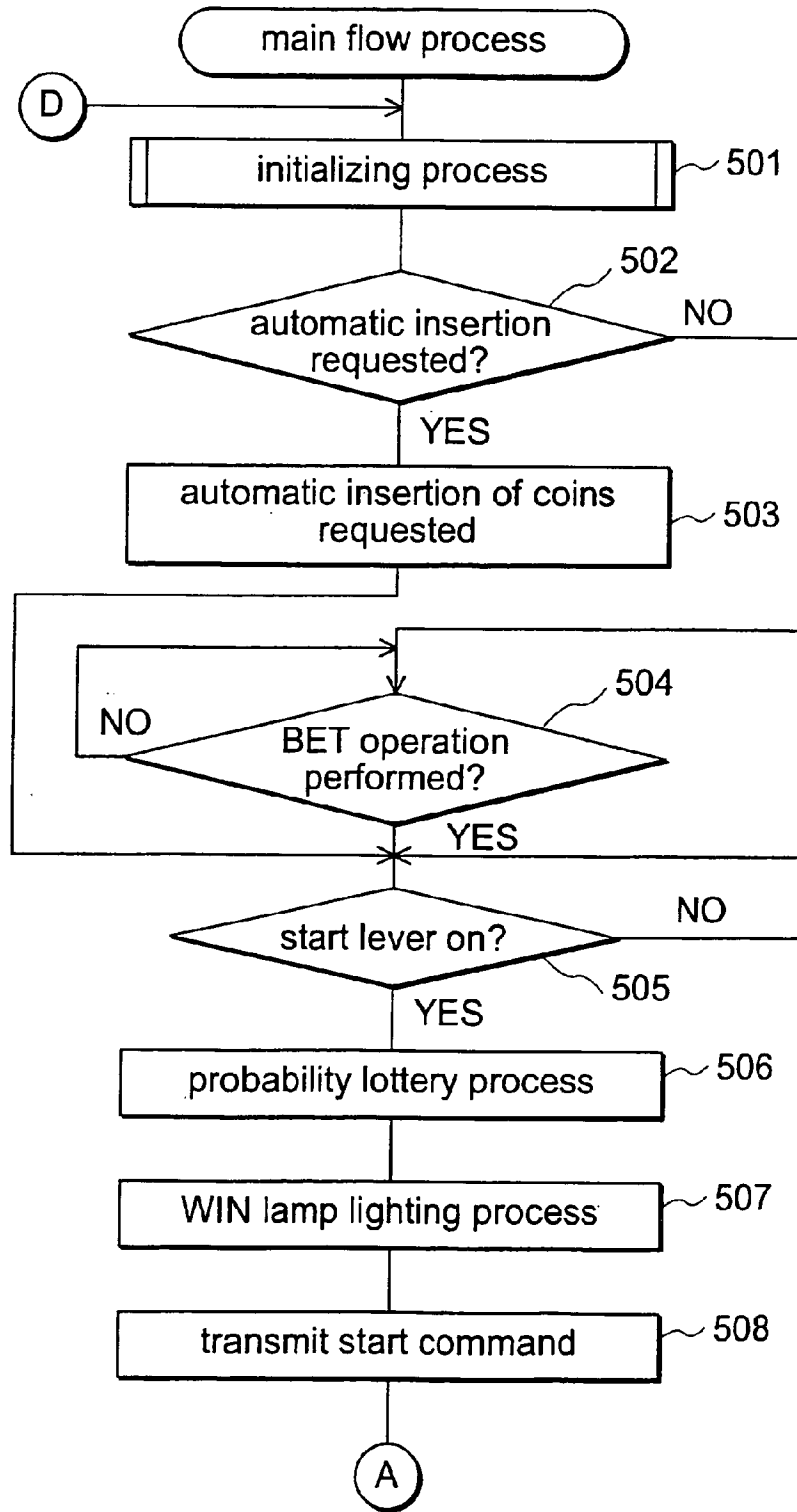 main flow process
D
initializing process
501
502
automatic insertion
requested?
NO
YES
automatic insertion of coins
requested
503
504
NO
BET operation
performed?
YES
start lever on?
NO
505
YES
probability lottery process
506
WIN lamp lighting process
507
transmit start command
508
A